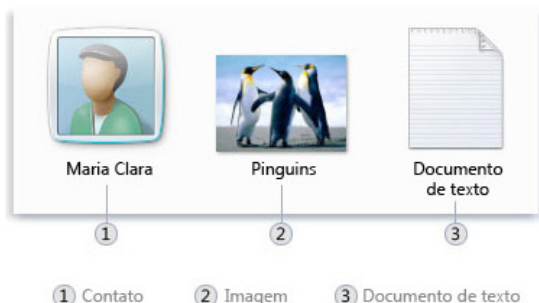 Maria Clara
Pinguins
Documento
de texto
1
2
3
1 Contato
2 Imagem
3 Documento de texto